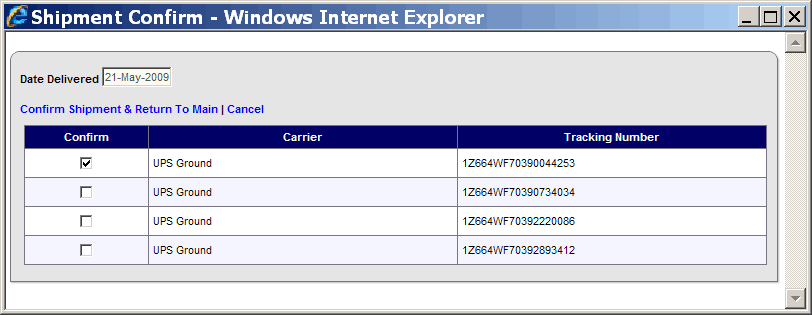 Shipment Confirm - Windows Internet Explorer
Date Delivered 21-May-2009
Confirm Shipment & Return To Main | Cancel
Confirm Carrier Tracking Number
UPS Ground 1Z664WF70390044253
UPS Ground 1Z664WF70390734034
UPS Ground 1Z664WF70392220086
UPS Ground 1Z664WF70392893412